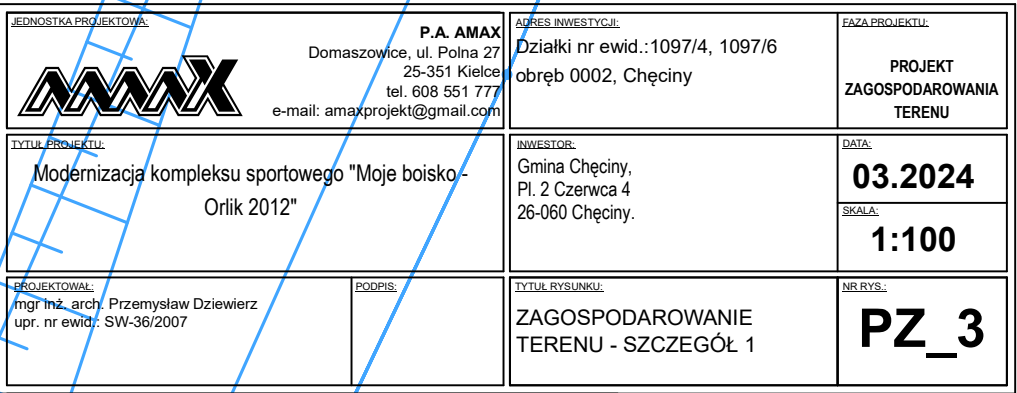 JEDNOSTKA PROJEKTOWA:
AMAX
P.A. AMAX
Domaszowice, ul. Polna 27
25-351 Kielce
tel. 608 551 777
e-mail: amaxprojekt@gmail.com
ADRES INWESTYCJI:
Działki nr ewid.:1097/4, 1097/6
obręb 0002, Chęciny
FAZA PROJEKTU:
PROJEKT
ZAGOSPODAROWANIA
TERENU
TYTUŁ PROJEKTU:
Modernizacja kompleksu sportowego "Moje boisko -
Orlik 2012"
INWESTOR:
Gmina Chęciny,
Pl. 2 Czerwca 4
26-060 Chęciny.
DATA:
03.2024
SKALA:
1:100
PROJEKTOWAŁ:
mgr inż. arch. Przemysław Dziewierz
upr. nr ewid.: SW-36/2007
PODPIS:
TYTUŁ RYSUNKU:
ZAGOSPODAROWANIE
TERENU - SZCZEGÓŁ 1
NR RYS.:
PZ_3